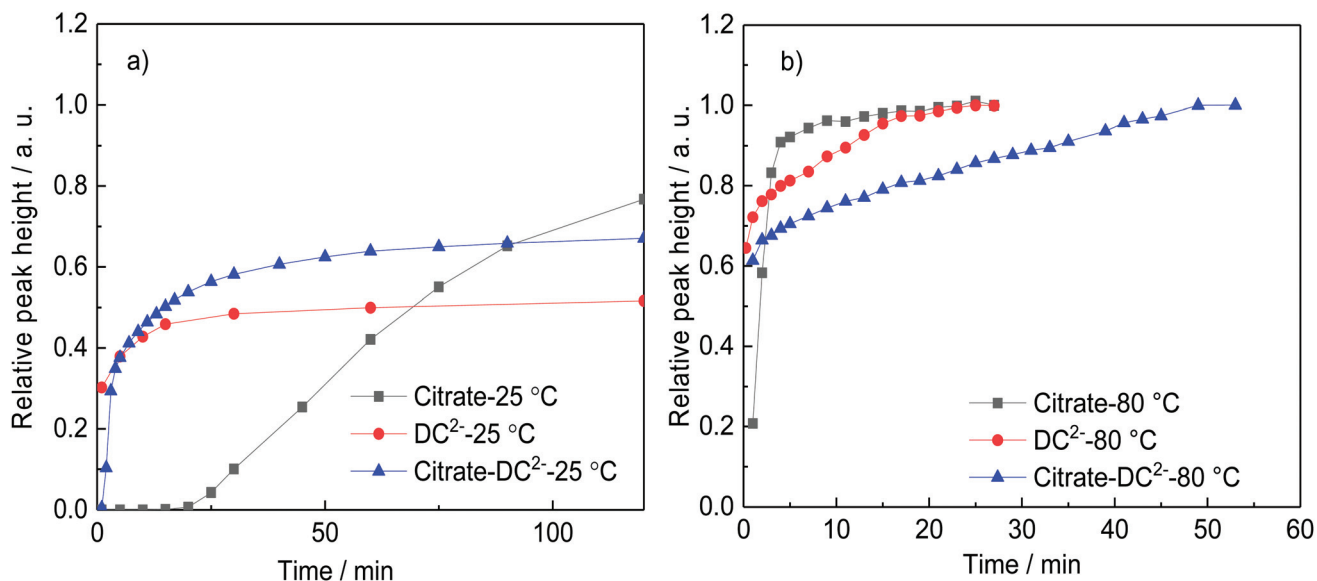 a)
Relative peak height / a. u.
1.2
1.0
0.8
0.6
0.4
0.2
0.0
Citrate-25 °C
DC²⁻-25 °C
Citrate-DC²⁻-25 °C
0
50
100
Time / min
b)
Relative peak height / a. u.
1.2
1.0
0.8
0.6
0.4
0.2
0.0
Citrate-80 °C
DC²⁻-80 °C
Citrate-DC²⁻-80 °C
0
10
20
30
40
50
60
Time / min